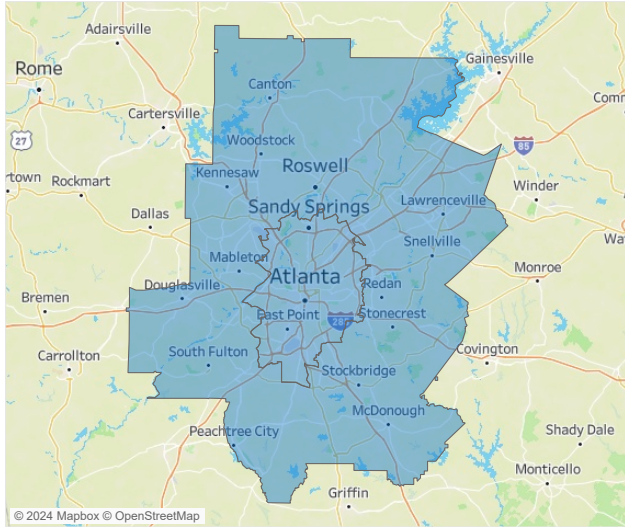 Adairsville
Gainesville
Rome
Canton
Comm
Cartersville
27
Woodstock
85
Roswell
Kennesaw
rtown
Rockmart
Winder
Sandy Springs
Lawrenceville
Dallas
Wa
Snellville
Mableton
Monroe
Atlanta
Douglasville
Redan
Bremen
East Point
Stonecrest
285
Covington
Carrollton
South Fulton
Stockbridge
McDonough
Peachtree City
Shady Dale
Monticello
Griffin
© 2024 Mapbox © OpenStreetMap